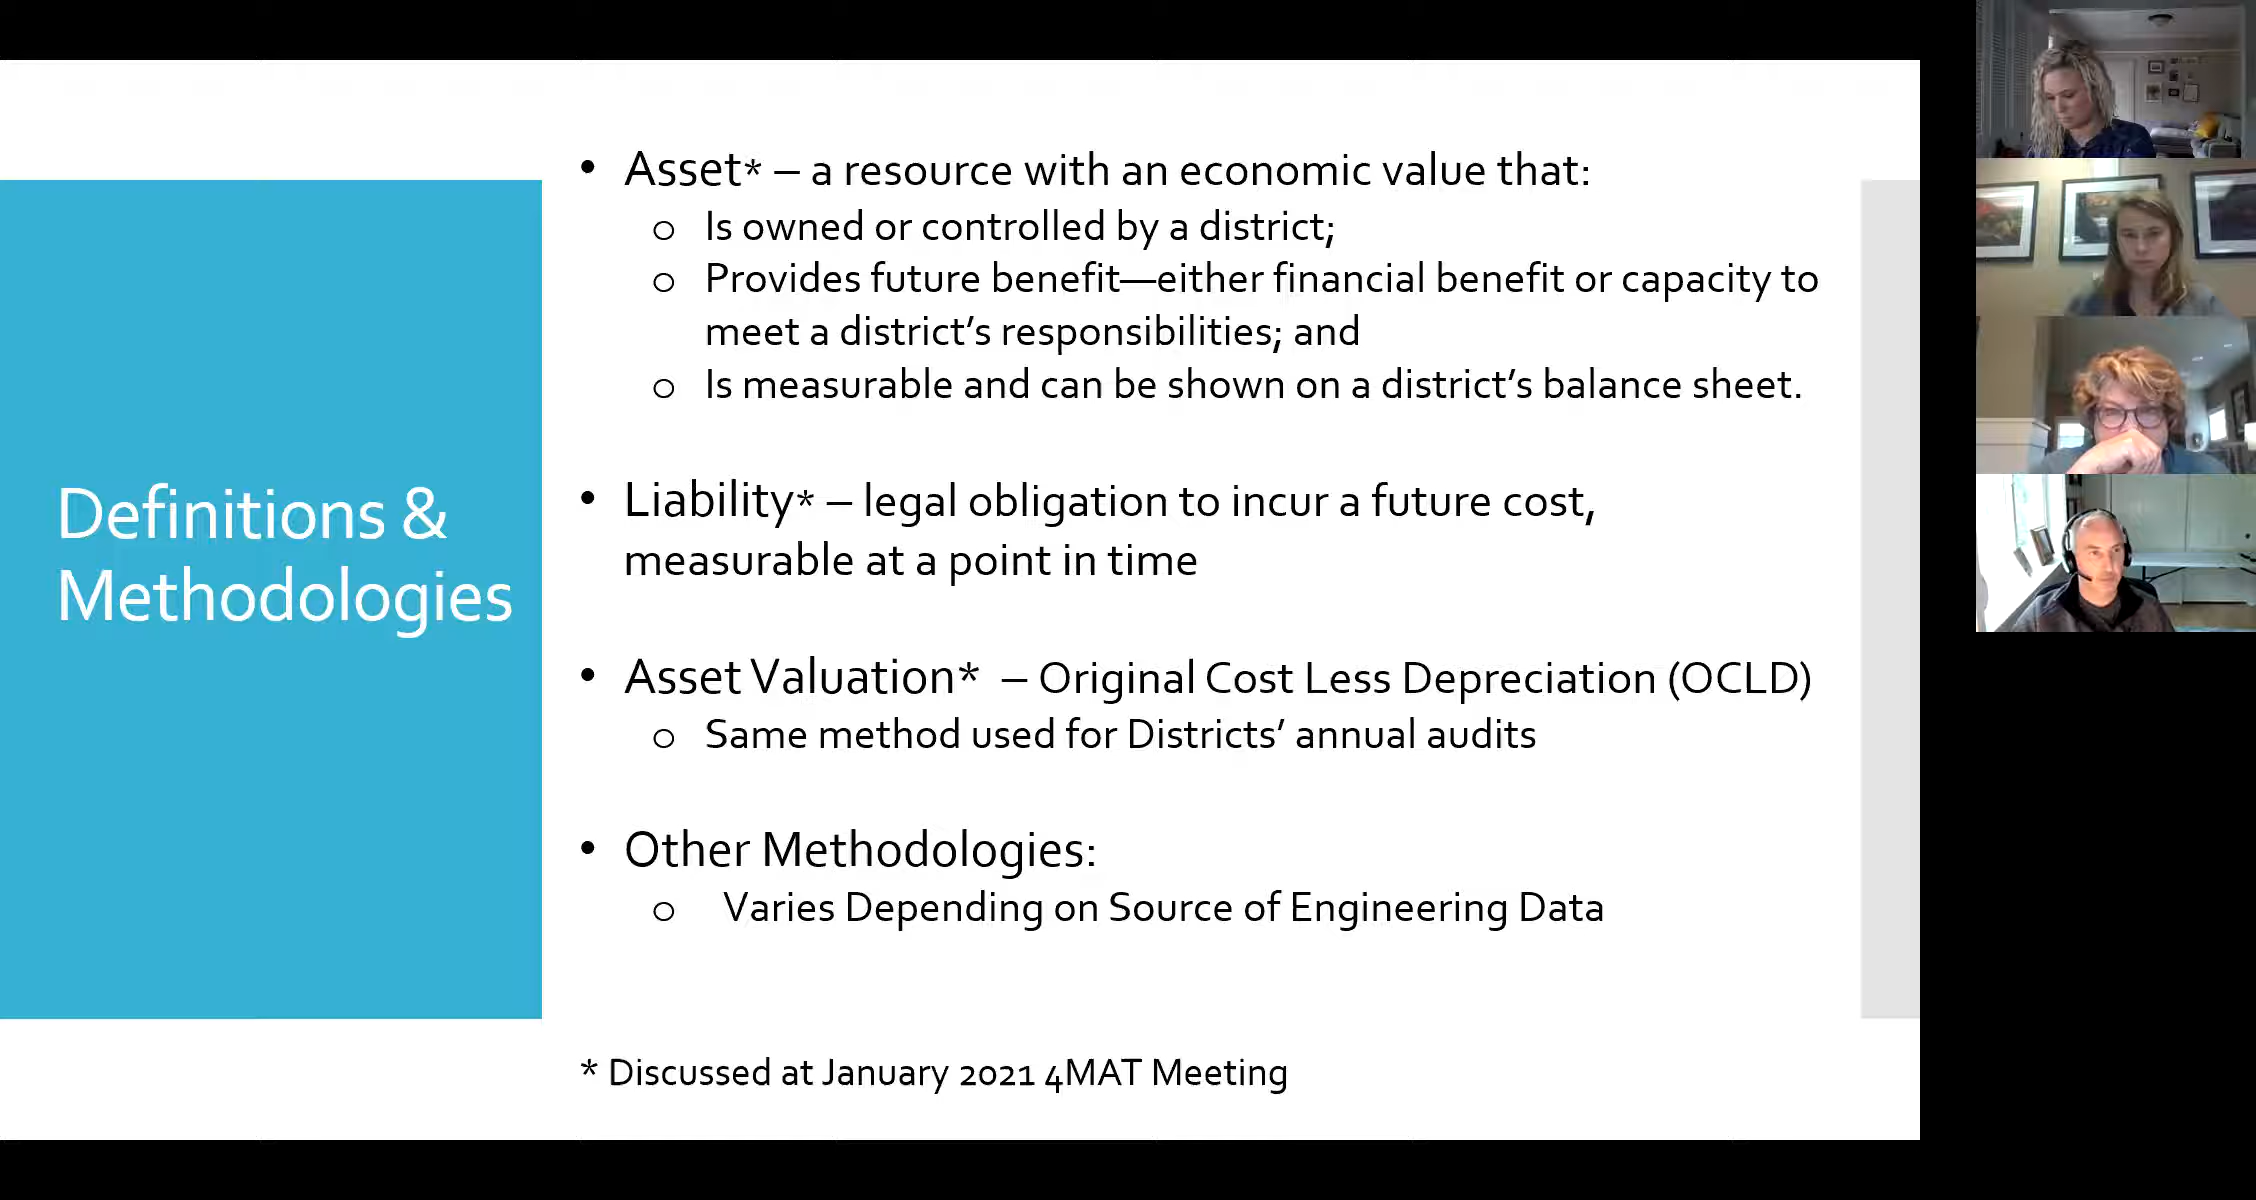 Definitions &
Methodologies
• Asset* – a resource with an economic value that:
o Is owned or controlled by a district;
o Provides future benefit—either financial benefit or capacity to
meet a district’s responsibilities; and
o Is measurable and can be shown on a district’s balance sheet.
• Liability* – legal obligation to incur a future cost,
measurable at a point in time
• Asset Valuation* – Original Cost Less Depreciation (OCLD)
o Same method used for Districts’ annual audits
• Other Methodologies:
o Varies Depending on Source of Engineering Data
* Discussed at January 2021 4MAT Meeting